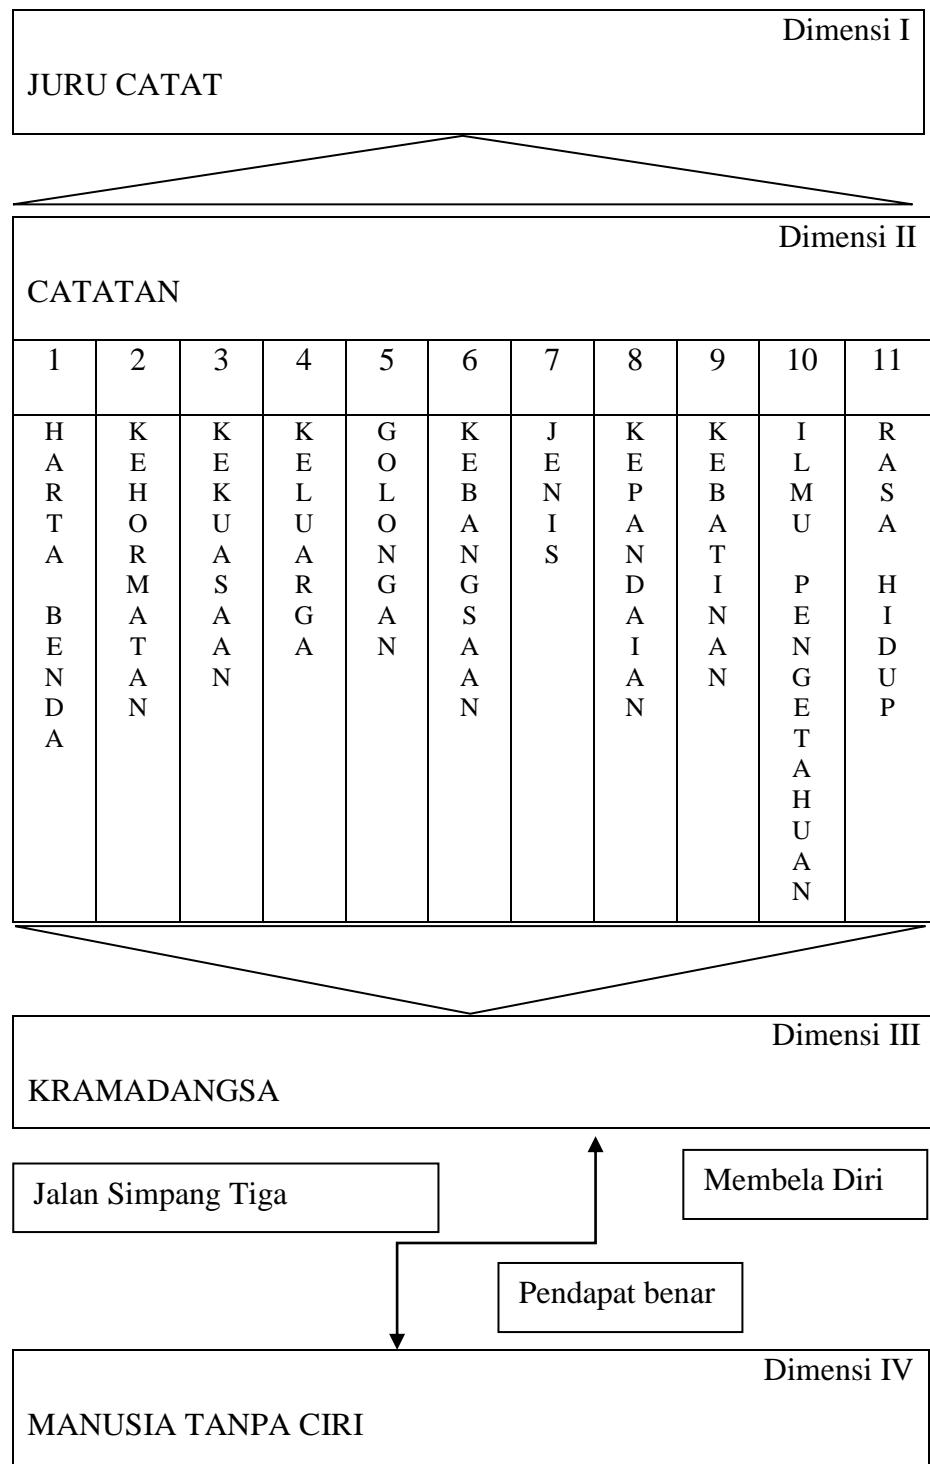 Dimensi I
JURU CATAT
Dimensi II
CATATAN
1 2 3 4 5 6 7 8 9 10 11
HARTA BENDA
KEHORMATAN
KEKUASAAN
KELUARGA
GOLONGAN
KEBANGSAAN
JENIS
KEPANDAIAN
KEBATINAN
ILMU PENGETAHUAN
RASA HIDUP
Dimensi III
KRAMADANGSA
Jalan Simpang Tiga
Membela Diri
Pendapat benar
Dimensi IV
MANUSIA TANPA CIRI